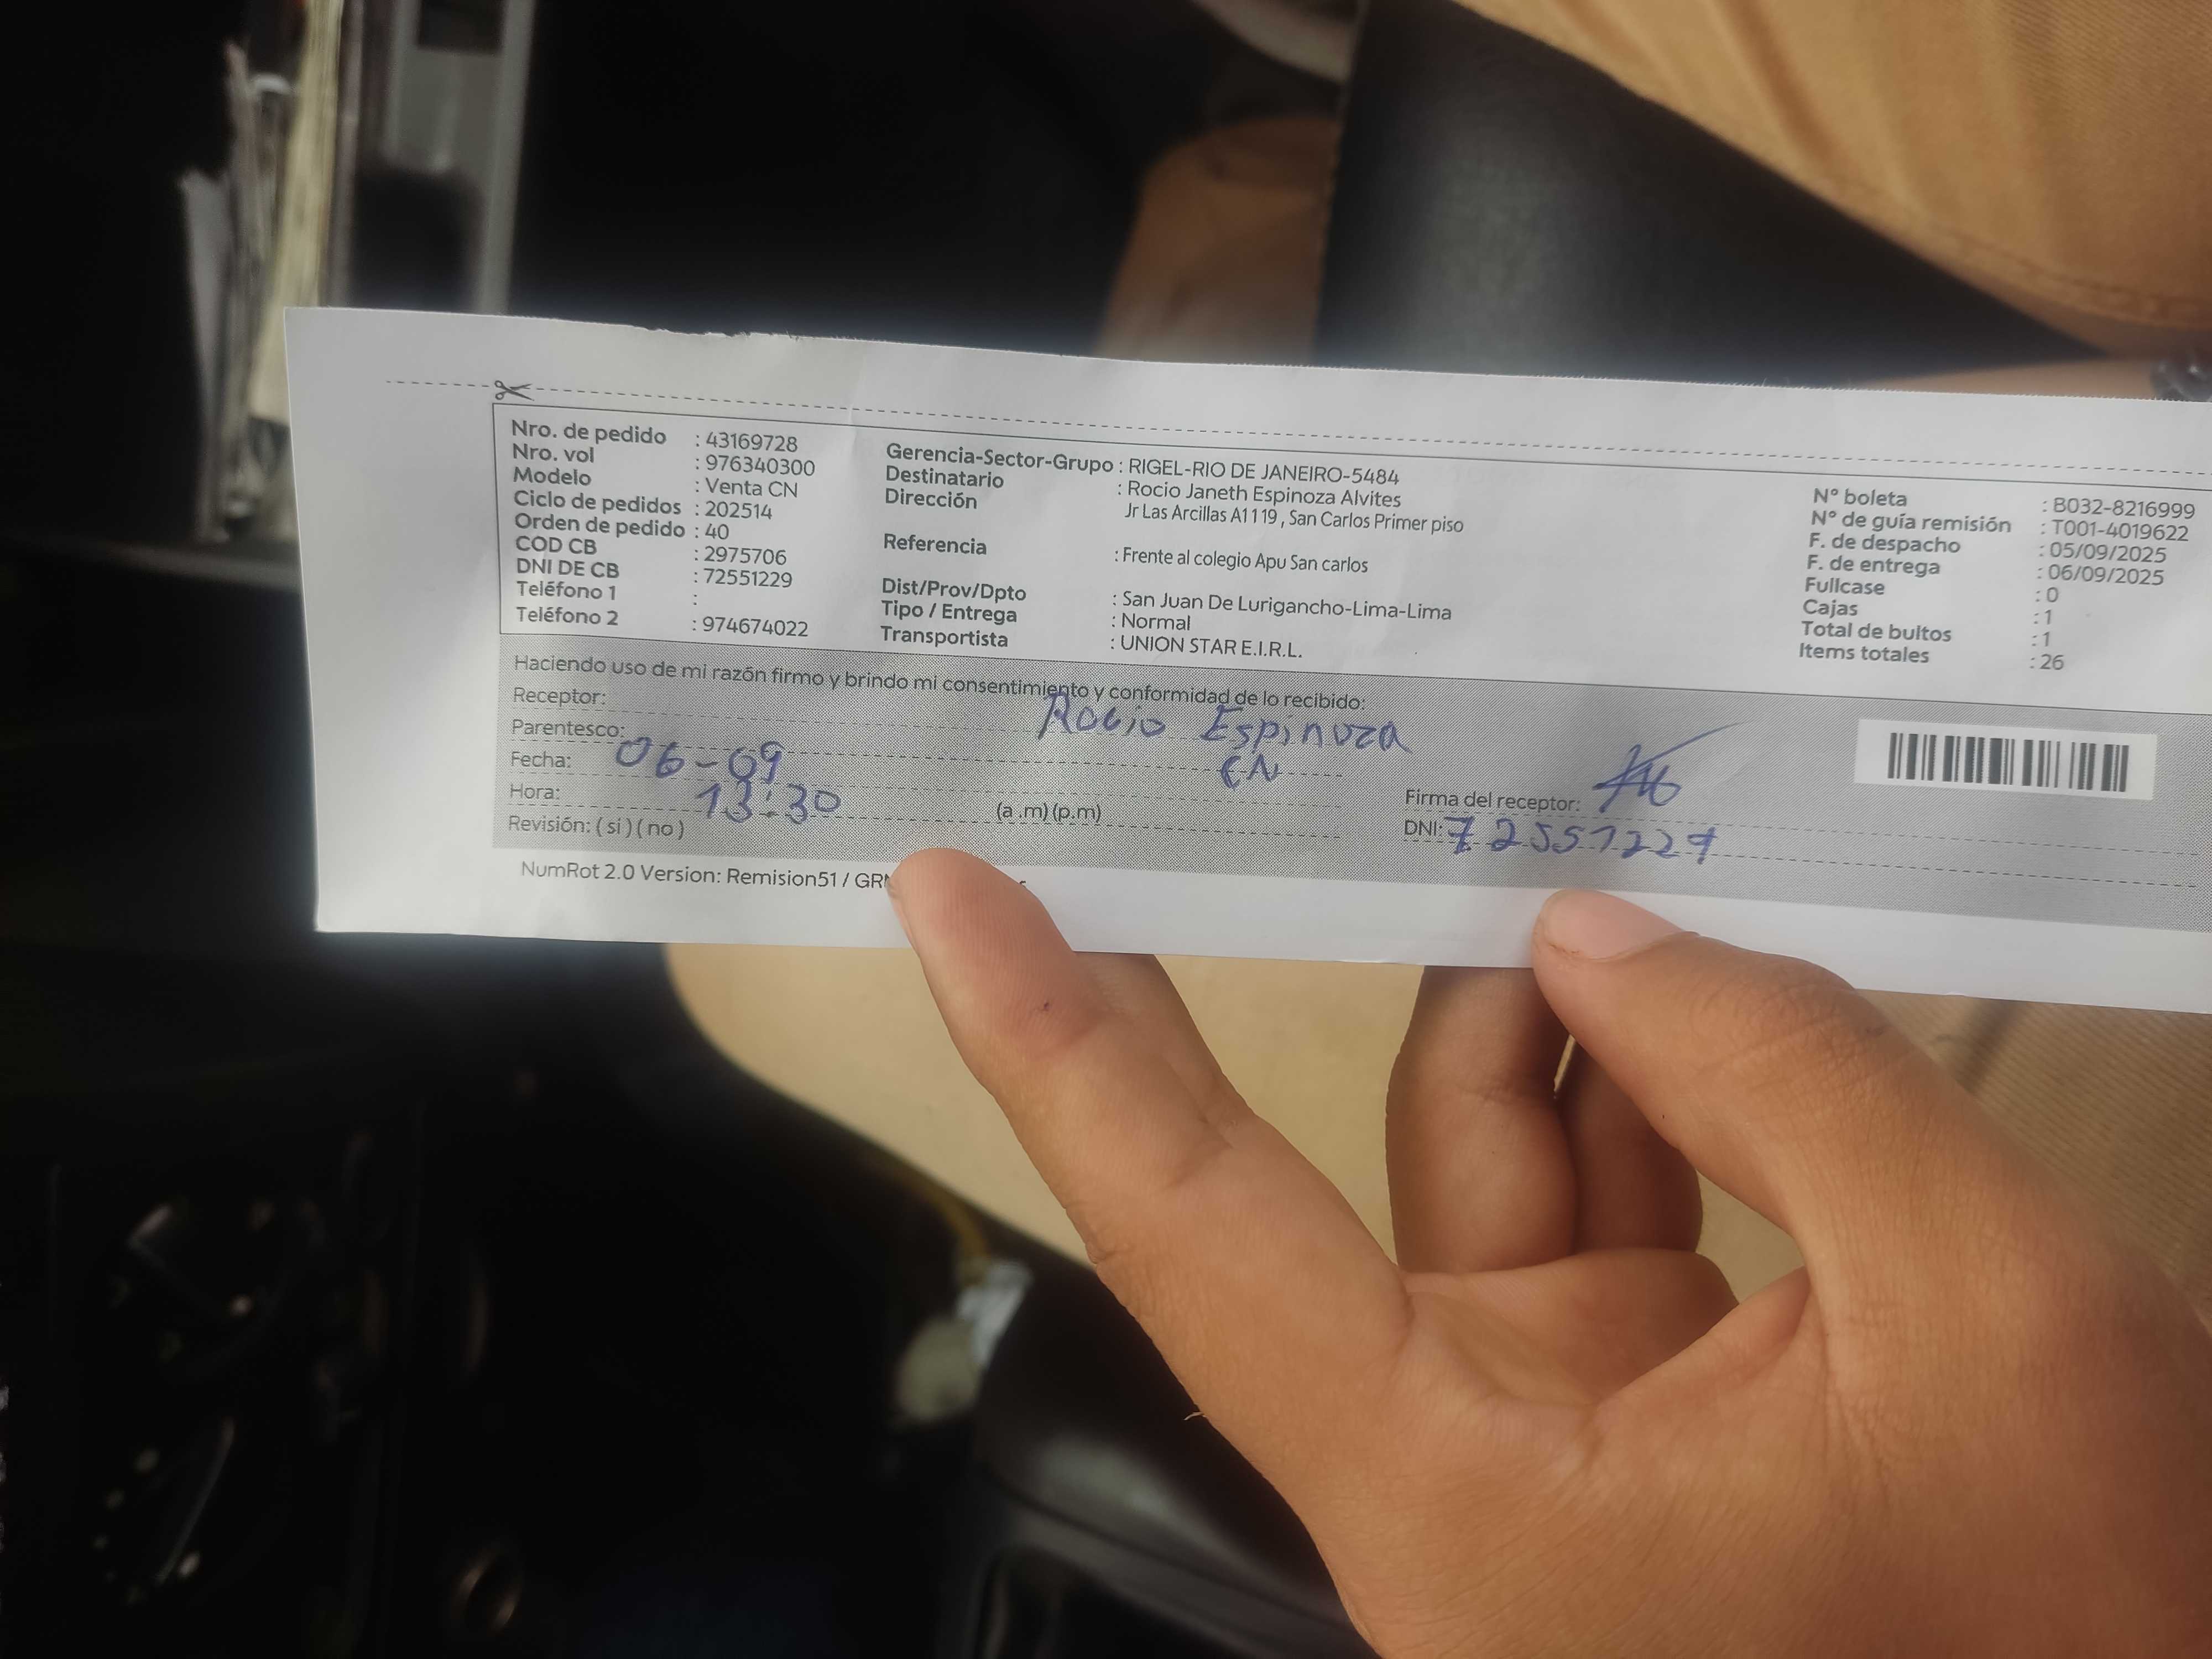 Nro. de pedido : 43169728
Nro. vol : 976340300
Modelo : Venta CN
Ciclo de pedidos : 202514
Orden de pedido : 40
COD CB : 2975706
DNI DE CB : 72551229
Teléfono 1 :
Teléfono 2 : 974674022
Gerencia-Sector-Grupo : RIGEL-RIO DE JANEIRO-5484
Destinatario : Rocio Janeth Espinoza Alvites
Dirección Jr Las Arcillas A1119 , San Carlos Primer piso
Referencia : Frente al colegio Apu San carlos
Dist/Prov/Dpto : San Juan De Lurigancho-Lima-Lima
Tipo / Entrega : Normal
Transportista : UNION STAR E.I.R.L.
N° boleta : B032-8216999
N° de guía remisión : T001-4019622
F. de despacho : 05/09/2025
F. de entrega : 06/09/2025
Fullcase : 0
Cajas : 1
Total de bultos : 1
Items totales : 26
Haciendo uso de mi razón firmo y brindo mi consentimiento y conformidad de lo recibido:
Receptor: Rocio Espinoza
Parentesco: CN
Fecha: 06-09
Hora: 13:30 (a .m) (p.m)
Revisión: ( si ) ( no )
Firma del receptor:
DNI: 72551229
NumRot 2.0 Version: Remision51 /